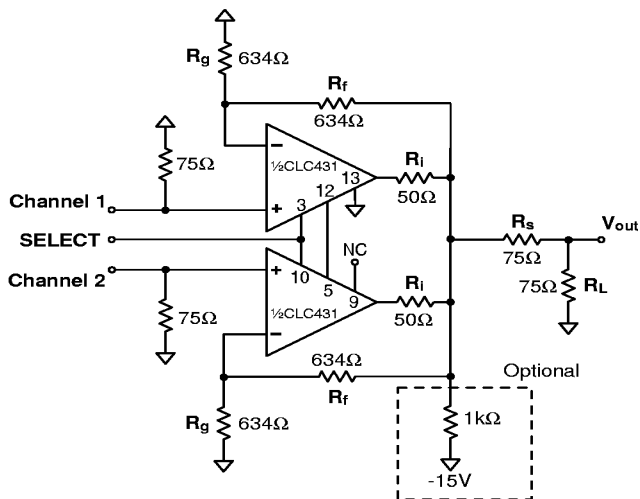 Rg 634Ω
Rf
634Ω
75Ω
½CLC431
Ri
50Ω
12
13
3
Channel 1
+
−
SELECT
Rs
75Ω
Vout
75Ω RL
NC
Channel 2
10
5
9
+
−
½CLC431
Ri
50Ω
75Ω
634Ω
Rf
Optional
Rg 634Ω
1kΩ
-15V